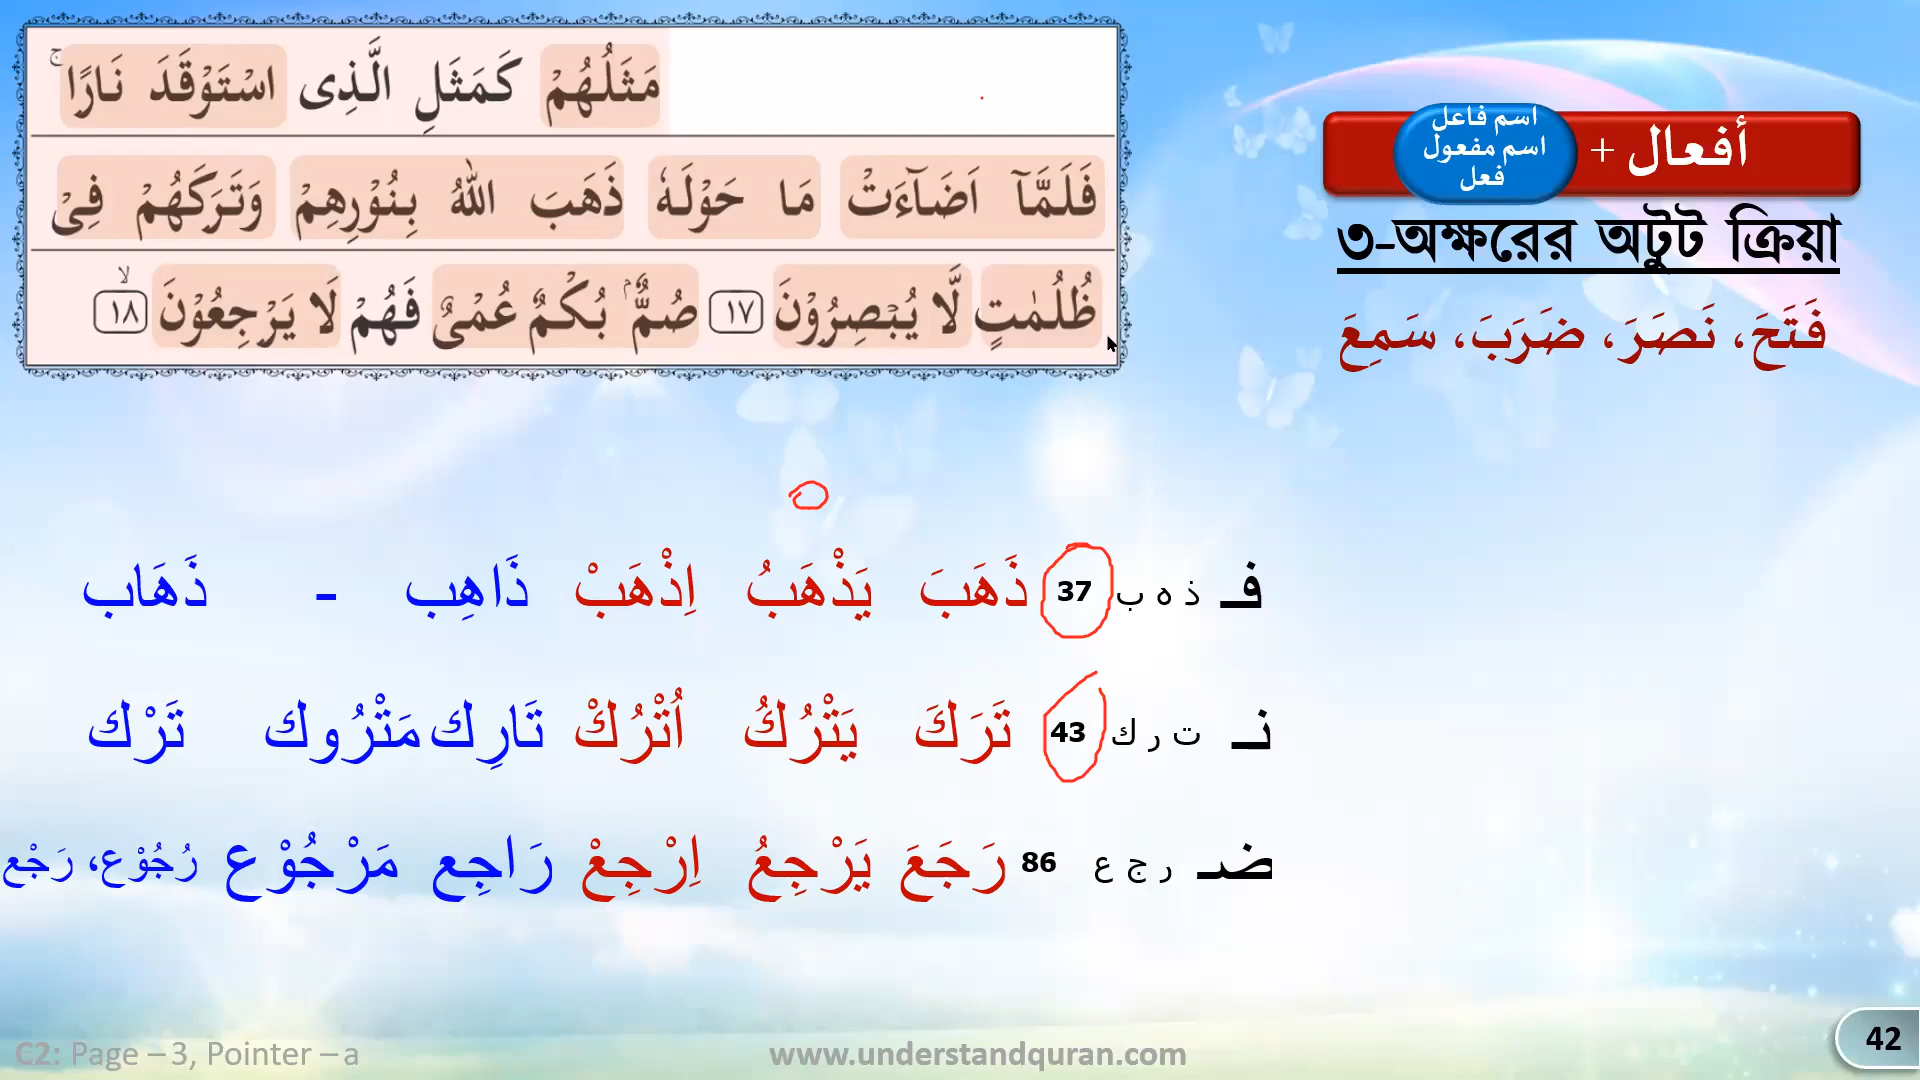 مَثَلُهُمْ كَمَثَلِ الَّذِى اسْتَوْقَدَ نَارًا ۚ
فَلَمَّآ اَضَآءَتْ مَا حَوْلَهٗ ذَهَبَ اللّٰهُ بِنُوْرِهِمْ وَتَرَكَهُمْ فِىْ
ظُلُمٰتٍ لَّا يُبْصِرُوْنَ ١٧ صُمٌّۢ بُكْمٌ عُمْىٌ فَهُمْ لَا يَرْجِعُوْنَ ١٨ ۙ
أفعال +
اسم فاعل
اسم مفعول
فعل
৩-অক্ষরের অটুট ক্রিয়া
فَتَحَ، نَصَرَ، ضَرَبَ، سَمِعَ
فـ ذ ه ب 37 ذَهَبَ يَذْهَبُ اِذْهَبْ ذَاهِب - ذَهَاب
نـ ت ر ك 43 تَرَكَ يَتْرُكُ اُتْرُكْ تَارِك مَتْرُوك تَرْك
ضـ ر ج ع 86 رَجَعَ يَرْجِعُ اِرْجِعْ رَاجِع مَرْجُوْع رُجُوْع، رَجْع
C2: Page – 3, Pointer – a
www.understandquran.com
42